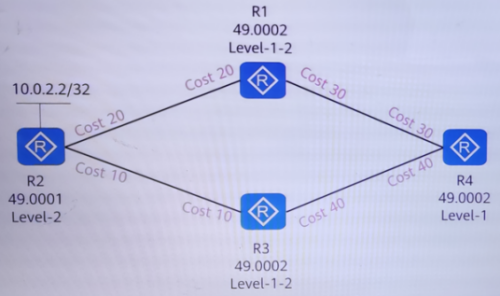 R1
49.0002
Level-1-2
10.0.2.2/32
Cost 20
Cost 20
Cost 30
Cost 30
R
R
R2
49.0001
Level-2
Cost 10
Cost 10
R
R4
49.0002
Level-1
Cost 40
Cost 40
R
R3
49.0002
Level-1-2